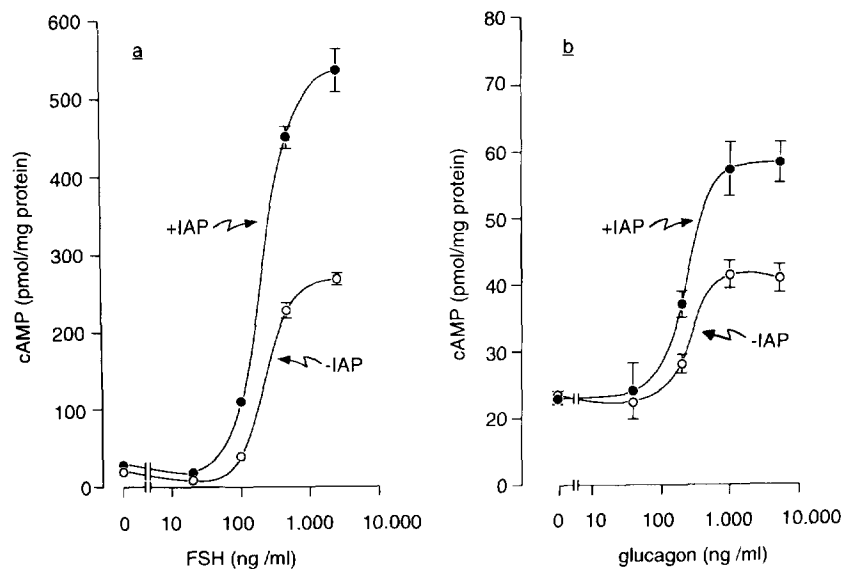 a
600
500
400
300
200
100
0
cAMP (pmol/mg protein)
+IAP
-IAP
0 10 100 1.000 10.000
FSH (ng /ml)
b
80
70
60
50
40
30
20
10
0
cAMP (pmol/mg protein)
+IAP
-IAP
0 10 100 1.000 10.000
glucagon (ng /ml)